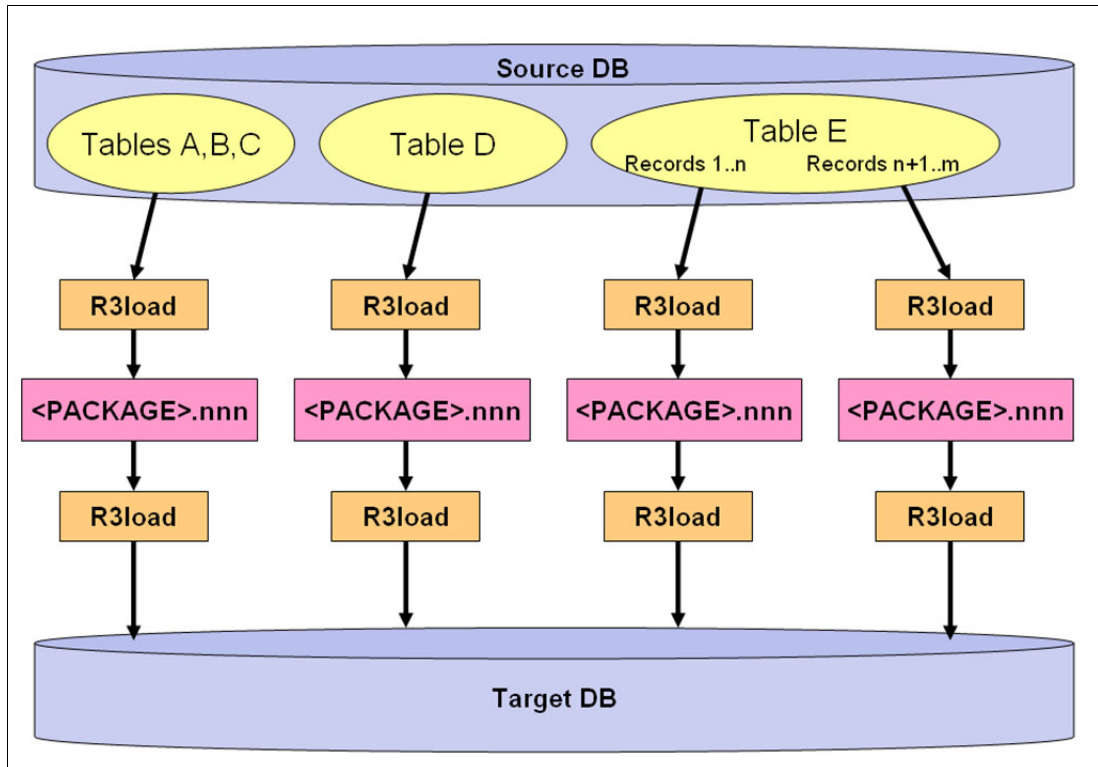 Source DB
Tables A,B,C
Table D
Table E
Records 1..n
Records n+1..m
R3load
R3load
R3load
R3load
<PACKAGE>.nnn
<PACKAGE>.nnn
<PACKAGE>.nnn
<PACKAGE>.nnn
R3load
R3load
R3load
R3load
Target DB